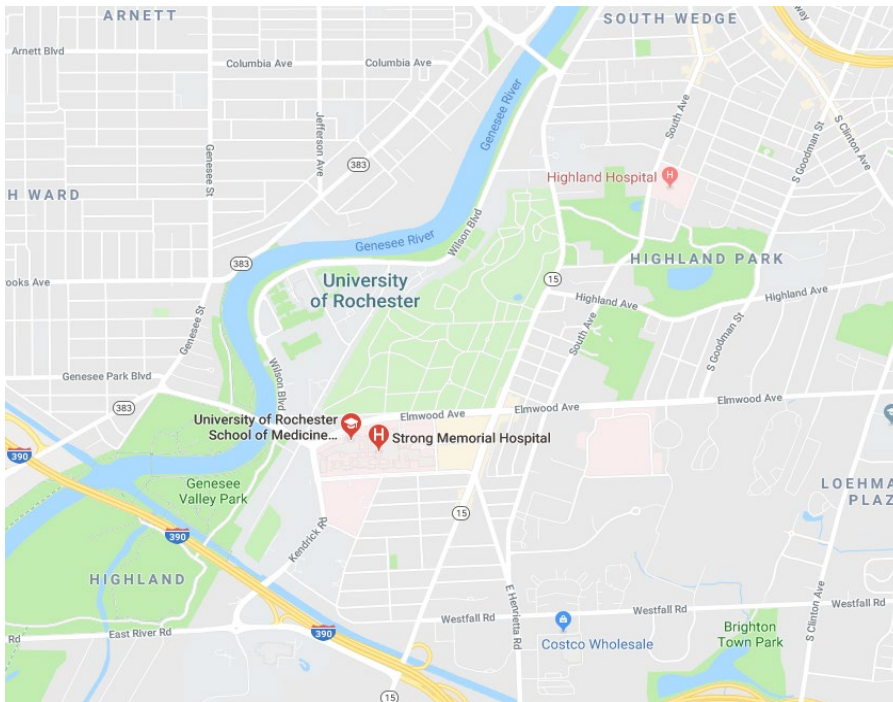 ARNETT
SOUTH WEDGE
way
Arnett Blvd
Columbia Ave
Columbia Ave
Jefferson Ave
Genesee St
383
Genesee River
South Ave
S Clinton Ave
S Goodman St
Highland Hospital
H
H WARD
Genesee River
Wilson Blvd
383
HIGHLAND PARK
ooks Ave
University
of Rochester
15
Highland Ave
Highland Ave
Genesee St
South Ave
S Goodman St
Wilson Blvd
Genesee Park Blvd
383
Elmwood Ave
Elmwood Ave
University of Rochester
School of Medicine...
H
Strong Memorial Hospital
390
Genesee
Valley Park
LOEHMA
PLAZ
15
390
Kendrick Rd
HIGHLAND
E Henrietta Rd
S Clinton Ave
Westfall Rd
Westfall Rd
Rd
East River Rd
390
Costco Wholesale
Brighton
Town Park
15